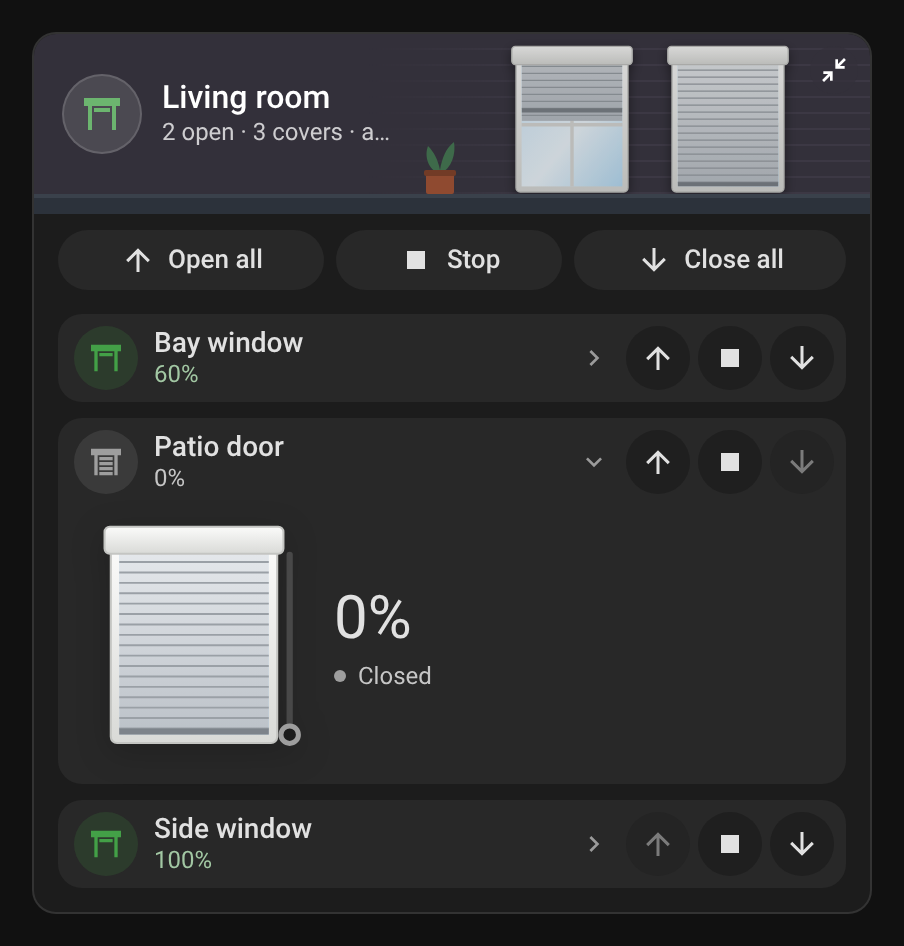 Living room
2 open · 3 covers · a…
Open all
Stop
Close all
Bay window
60%
Patio door
0%
0%
Closed
Side window
100%